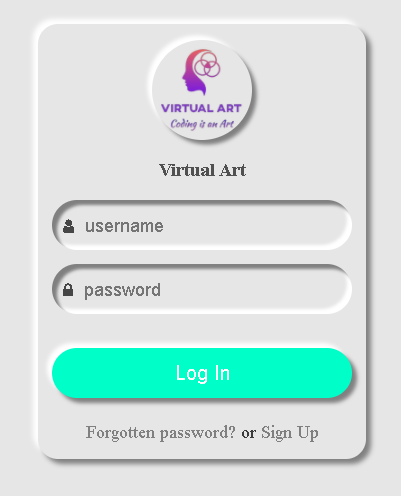 VIRTUAL ART
Coding is an Art
Virtual Art
username
password
Log In
Forgotten password? or Sign Up